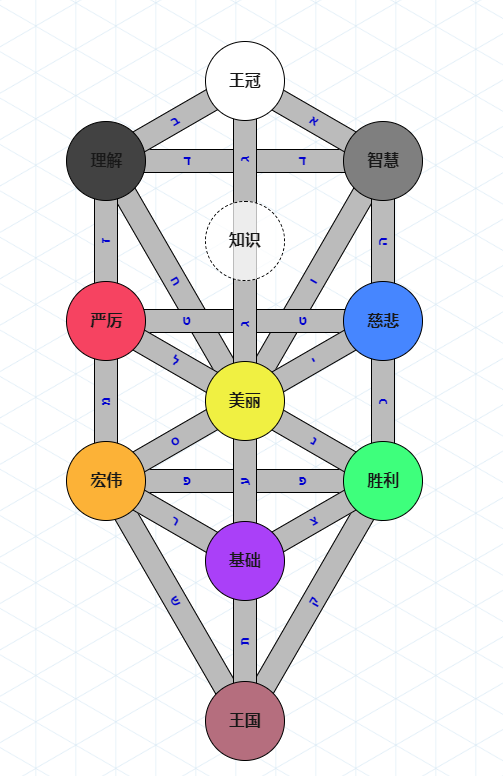 王冠
ב
א
理解
ד
ג
ד
智慧
ז
知识
ה
ח
ו
严厉
ט
ג
ט
慈悲
ל
י
מ
美丽
כ
ס
נ
宏伟
פ
ע
פ
胜利
ר
צ
基础
ש
ק
ת
王国